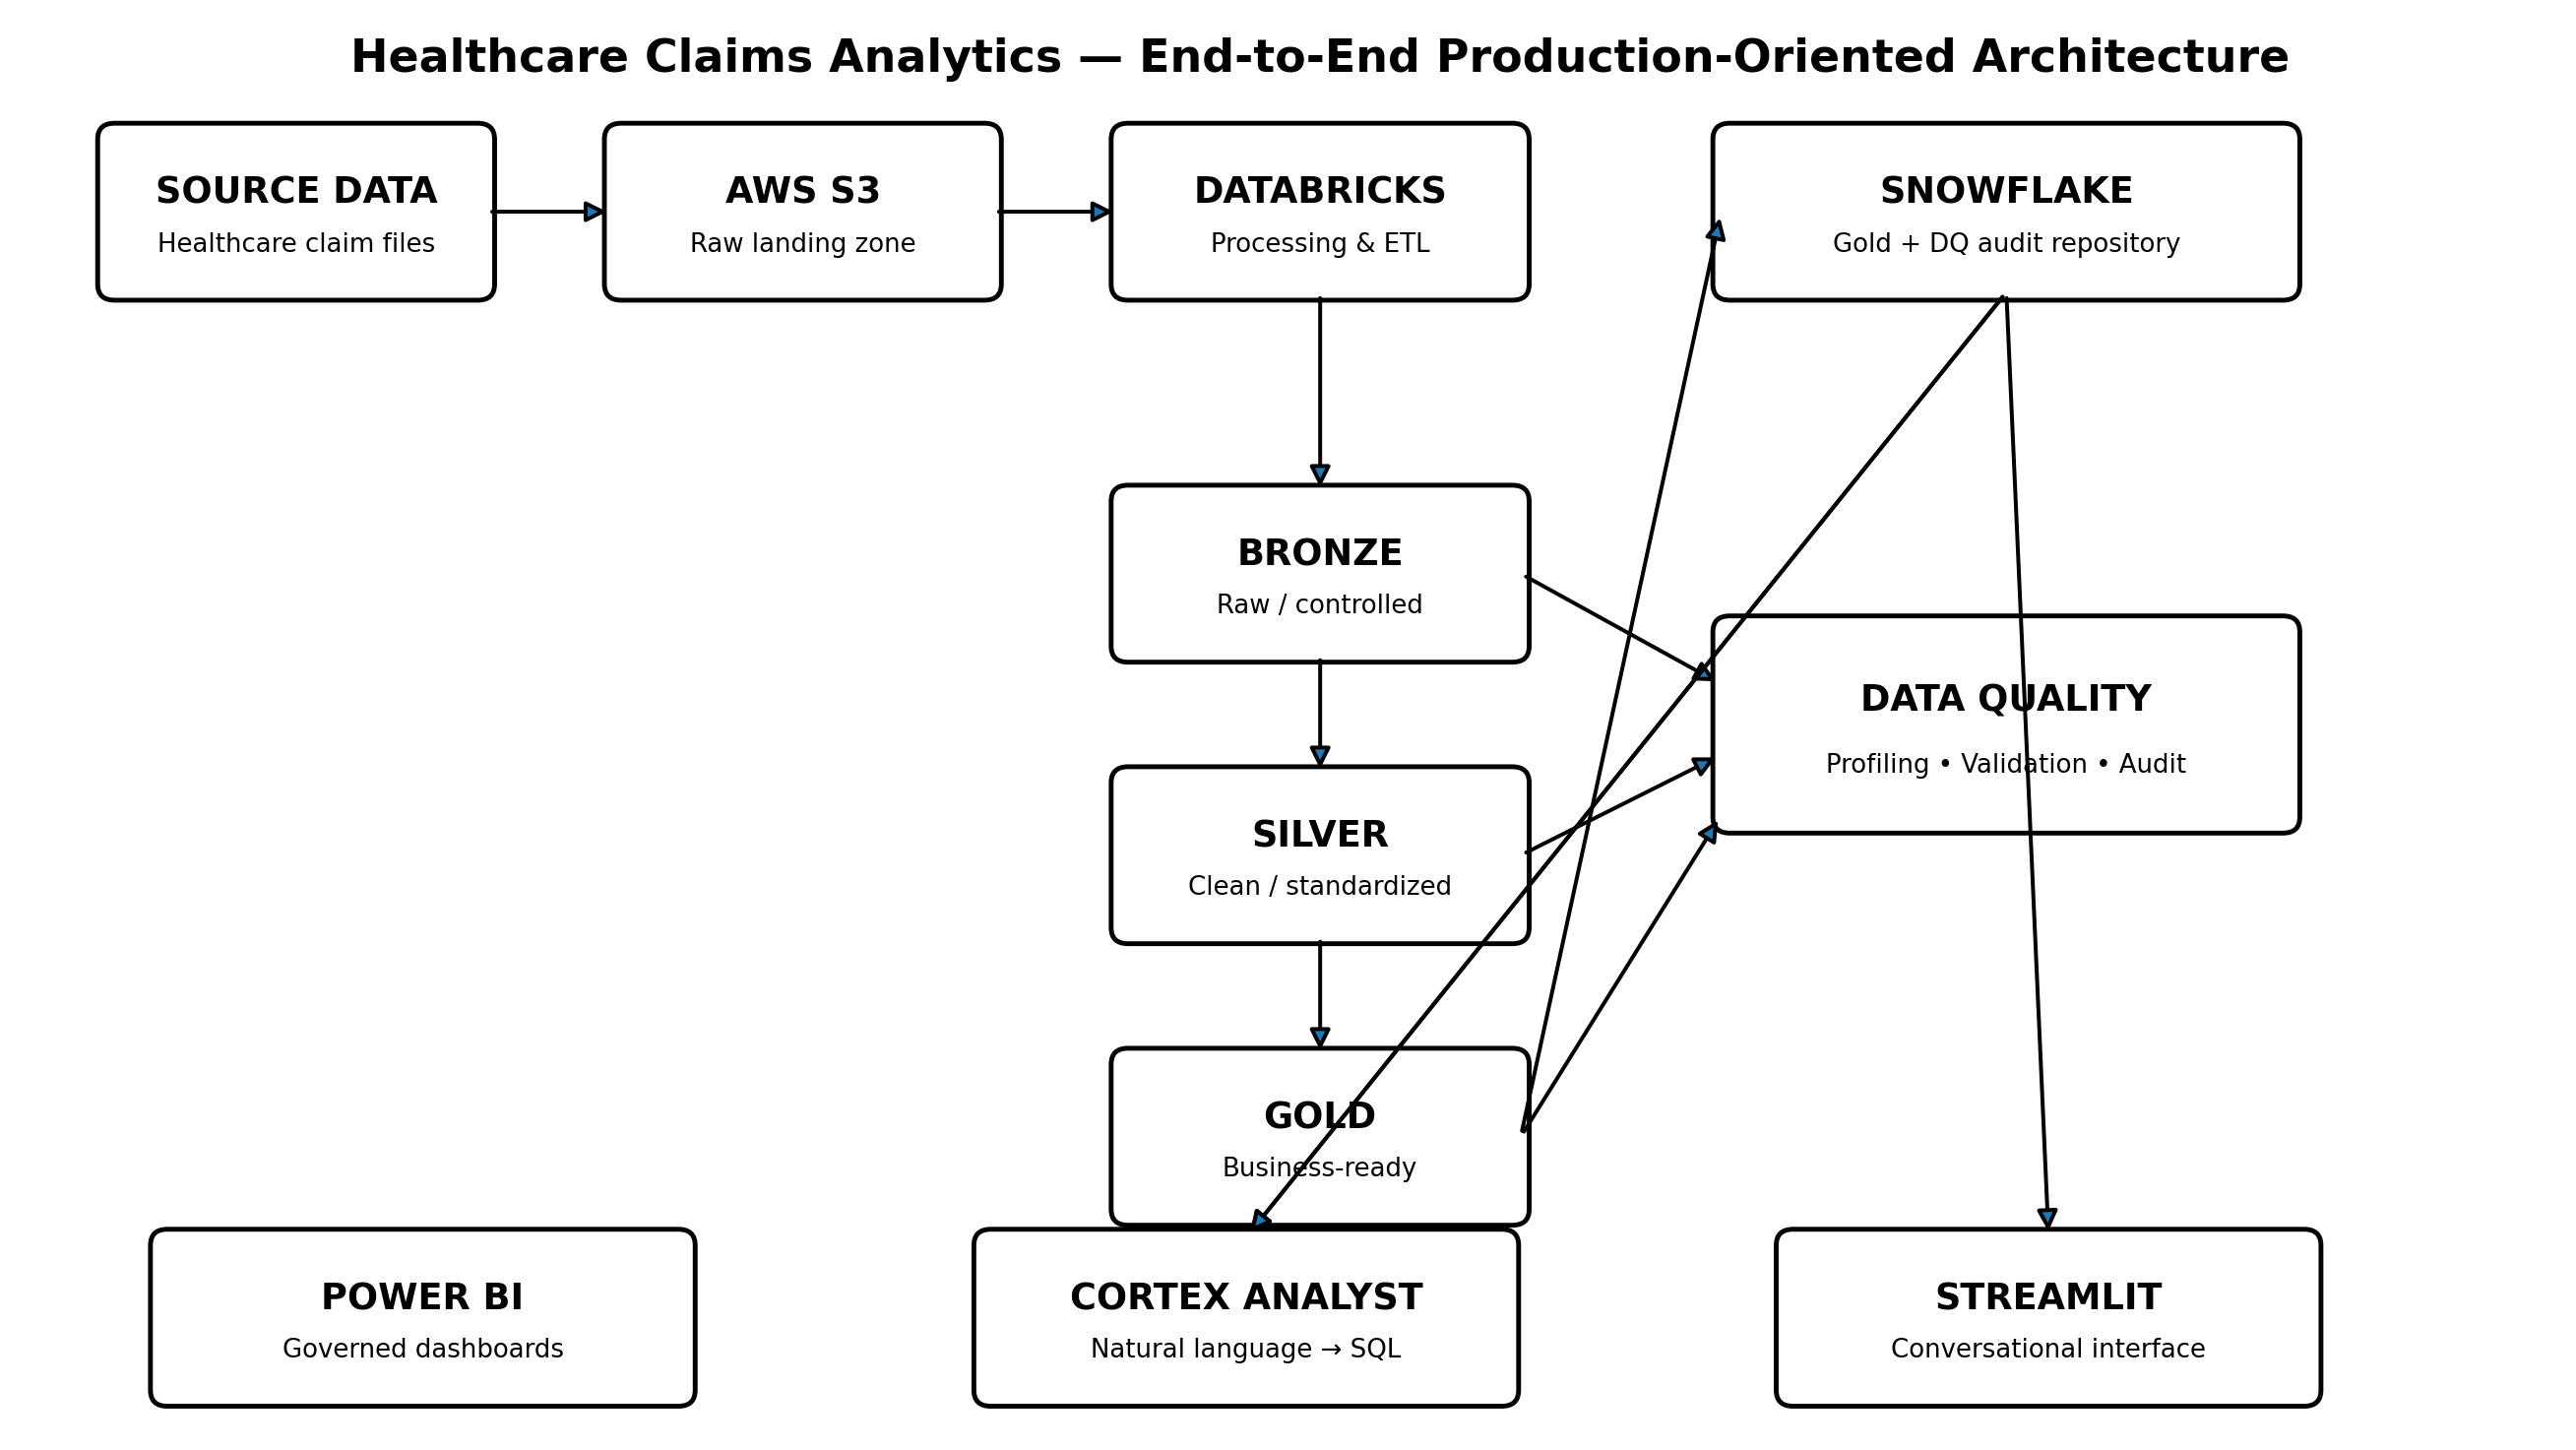 Healthcare Claims Analytics — End-to-End Production-Oriented Architecture
SOURCE DATA
Healthcare claim files
AWS S3
Raw landing zone
DATABRICKS
Processing & ETL
SNOWFLAKE
Gold + DQ audit repository
BRONZE
Raw / controlled
DATA QUALITY
Profiling • Validation • Audit
SILVER
Clean / standardized
GOLD
Business-ready
POWER BI
Governed dashboards
CORTEX ANALYST
Natural language → SQL
STREAMLIT
Conversational interface